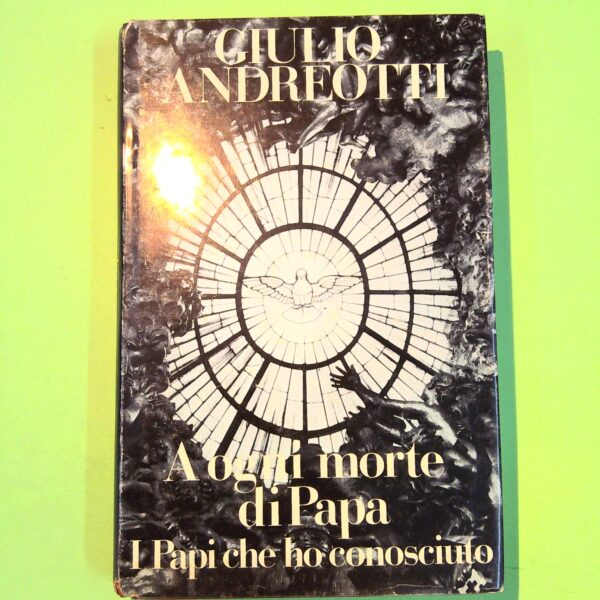 GIULIO
ANDREOTTI
A ogni morte
di Papa
I Papi che ho conosciuto